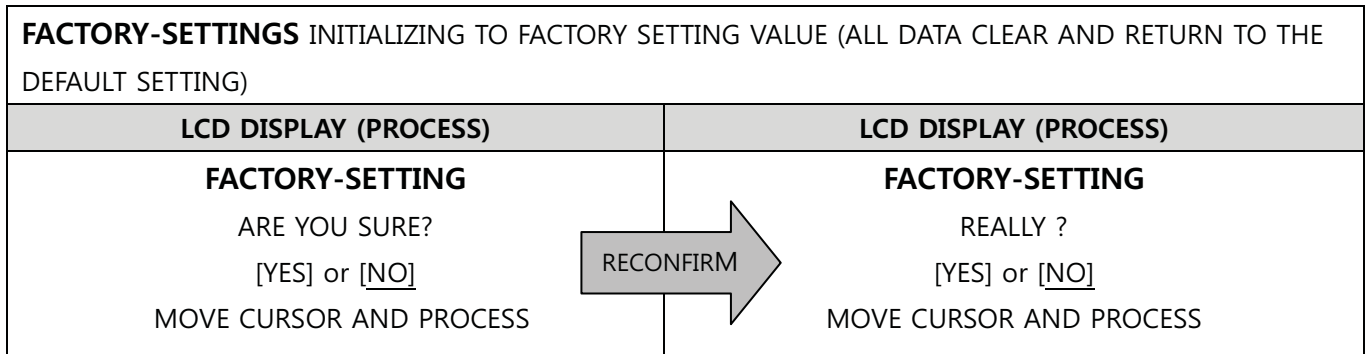 FACTORY-SETTINGS INITIALIZING TO FACTORY SETTING VALUE (ALL DATA CLEAR AND RETURN TO THE
DEFAULT SETTING)
LCD DISPLAY (PROCESS)
LCD DISPLAY (PROCESS)
FACTORY-SETTING
ARE YOU SURE?
[YES] or [NO]
MOVE CURSOR AND PROCESS
RECONFIRM
FACTORY-SETTING
REALLY ?
[YES] or [NO]
MOVE CURSOR AND PROCESS